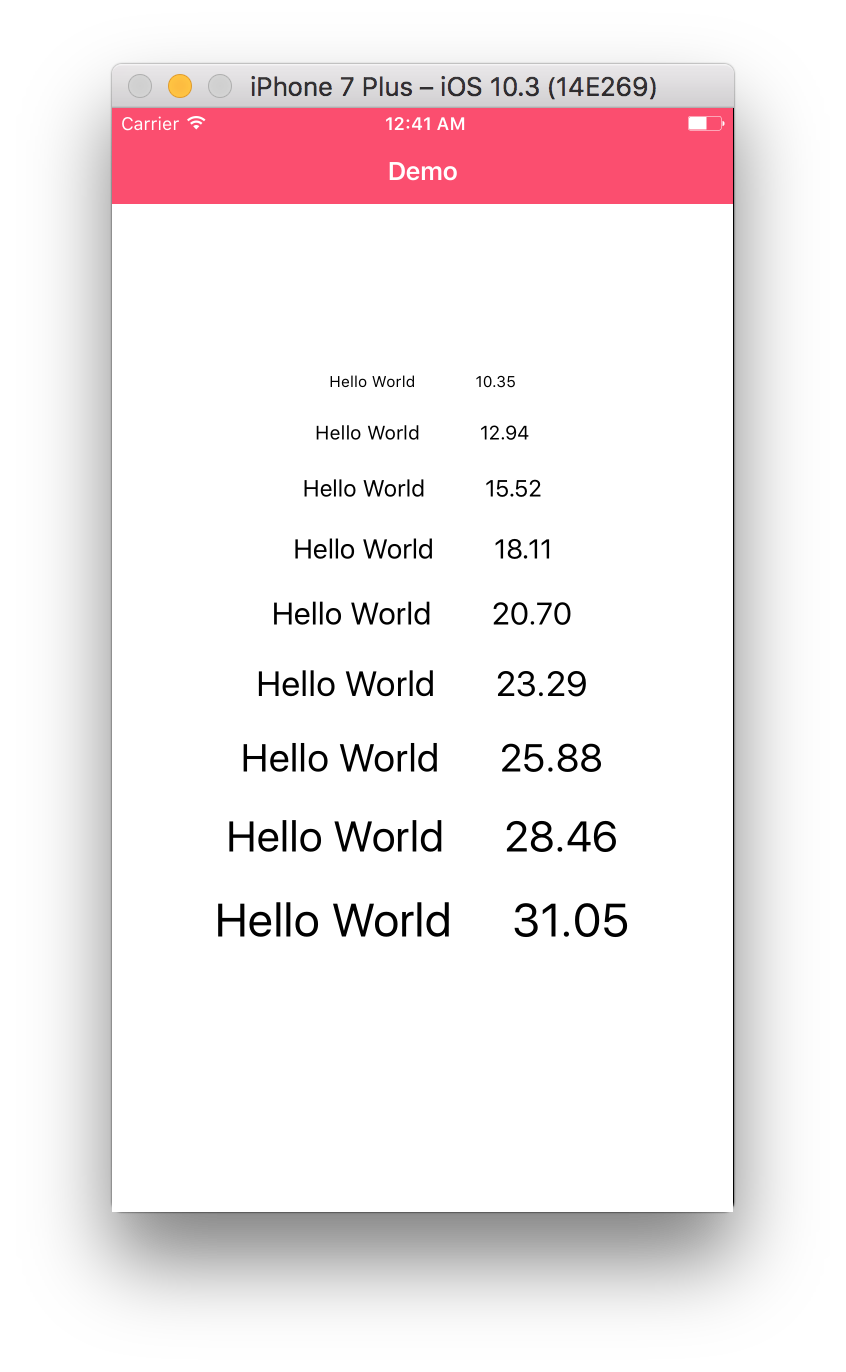 iPhone 7 Plus – iOS 10.3 (14E269)
Carrier 12:41 AM
Demo
Hello World 10.35
Hello World 12.94
Hello World 15.52
Hello World 18.11
Hello World 20.70
Hello World 23.29
Hello World 25.88
Hello World 28.46
Hello World 31.05